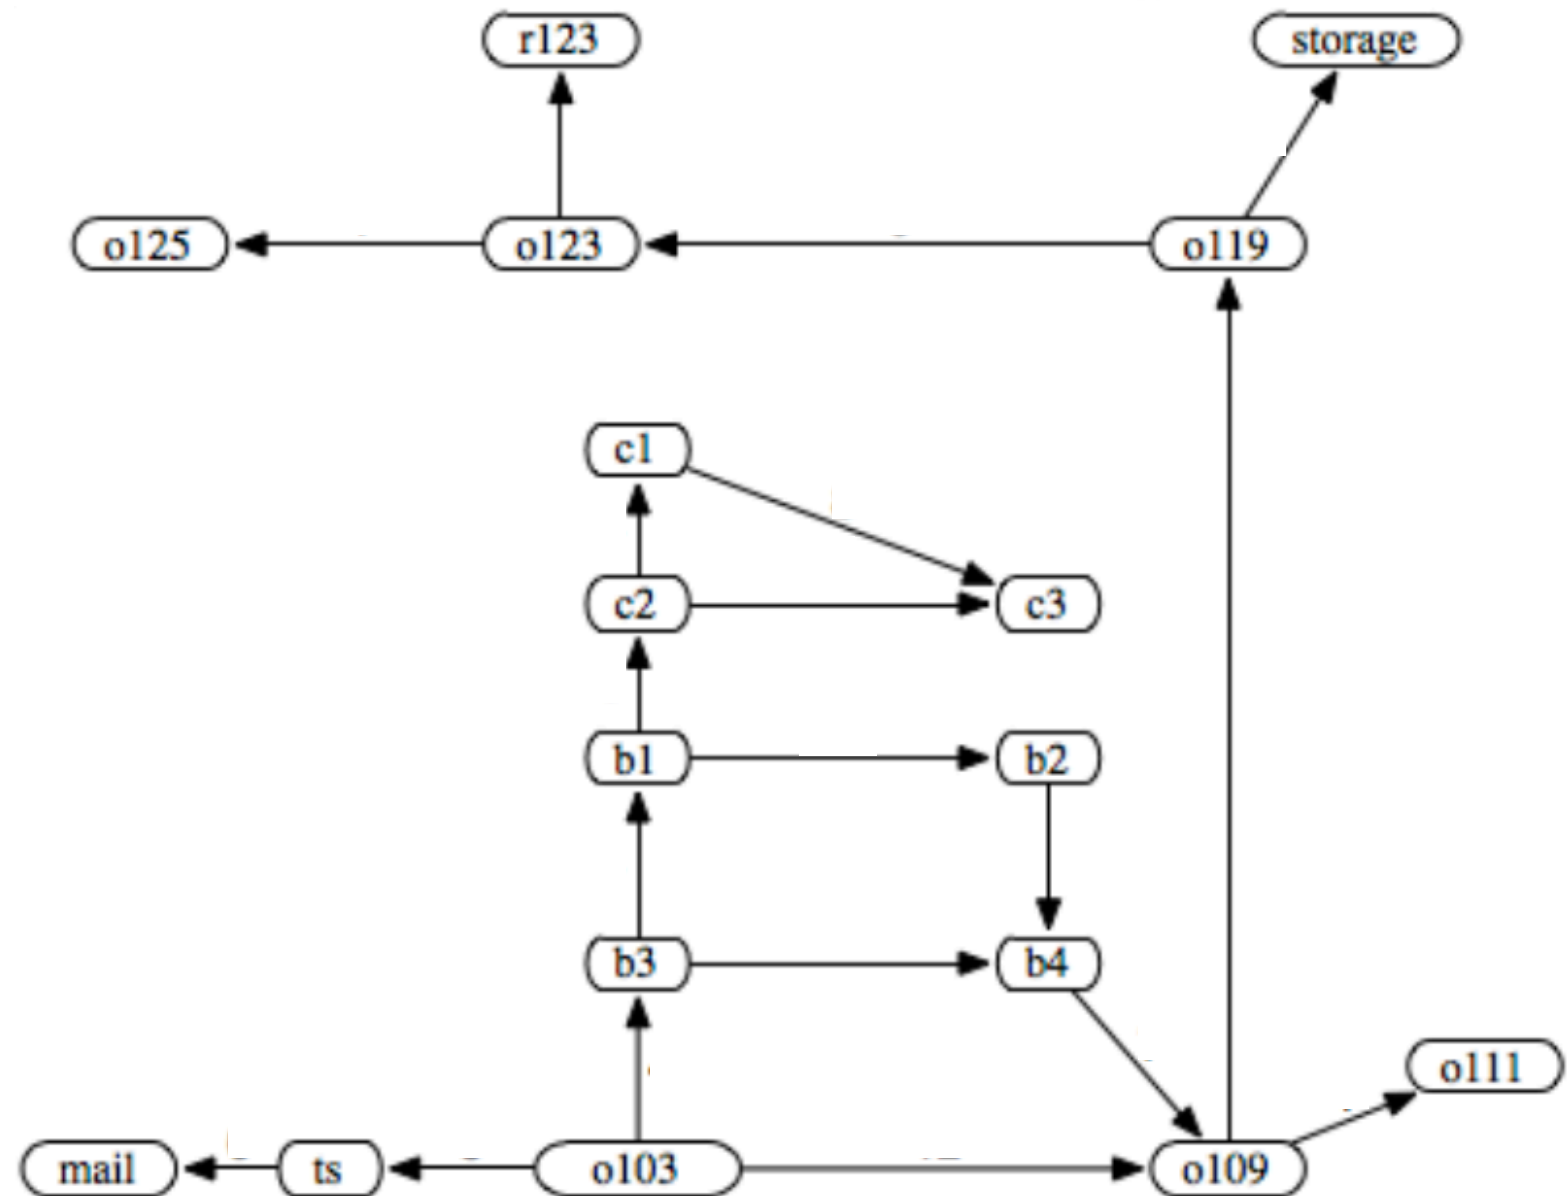 r123
storage
o125
o123
o119
c1
c2
c3
b1
b2
b3
b4
o111
mail
ts
o103
o109